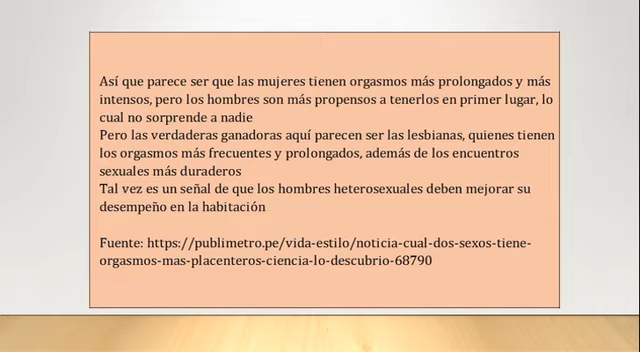 Así que parece ser que las mujeres tienen orgasmos más prolongados y más
intensos, pero los hombres son más propensos a tenerlos en primer lugar, lo
cual no sorprende a nadie
Pero las verdaderas ganadoras aquí parecen ser las lesbianas, quienes tienen
los orgasmos más frecuentes y prolongados, además de los encuentros
sexuales más duraderos
Tal vez es un señal de que los hombres heterosexuales deben mejorar su
desempeño en la habitación
Fuente: https://publimetro.pe/vida-estilo/noticia-cual-dos-sexos-tiene-
orgasmos-mas-placenteros-ciencia-lo-descubrio-68790